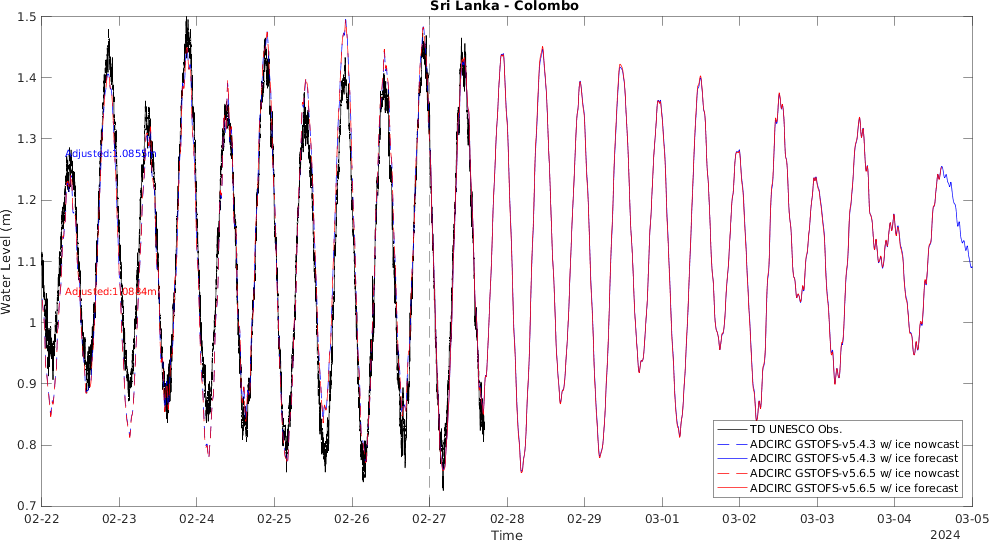 Sri Lanka - Colombo
1.5
1.4
1.3
1.2
1.1
1
0.9
0.8
0.7
Water Level (m)
Adjusted:1.0855m
Adjusted:1.0884m
TD UNESCO Obs.
ADCIRC GSTOFS-v5.4.3 w/ ice nowcast
ADCIRC GSTOFS-v5.4.3 w/ ice forecast
ADCIRC GSTOFS-v5.6.5 w/ ice nowcast
ADCIRC GSTOFS-v5.6.5 w/ ice forecast
02-22 02-23 02-24 02-25 02-26 02-27 02-28 02-29 03-01 03-02 03-03 03-04 03-05
Time
2024